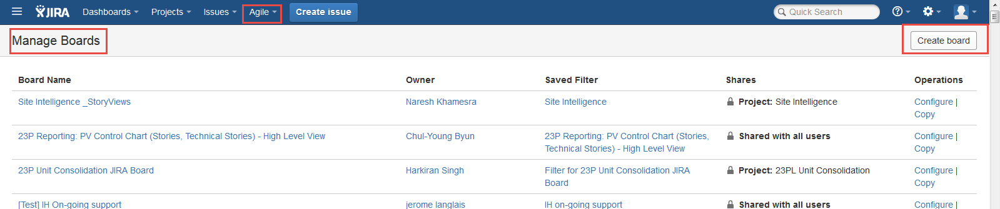 JIRA Dashboards Projects Issues Agile Create issue Quick Search
Manage Boards Create board
Board Name Owner Saved Filter Shares Operations
Site Intelligence _StoryViews Naresh Khamesra Site Intelligence Project: Site Intelligence Configure |
Copy
23P Reporting: PV Control Chart (Stories, Technical Stories) - High Level View Chul-Young Byun 23P Reporting: PV Control Chart (Stories, Shared with all users Configure |
Technical Stories) - High Level View Copy
23P Unit Consolidation JIRA Board Harkiran Singh Filter for 23P Unit Consolidation JIRA Project: 23PL Unit Consolidation Configure |
Board Copy
[Test] IH On-going support jerome langlais IH on-going support Shared with all users Configure |